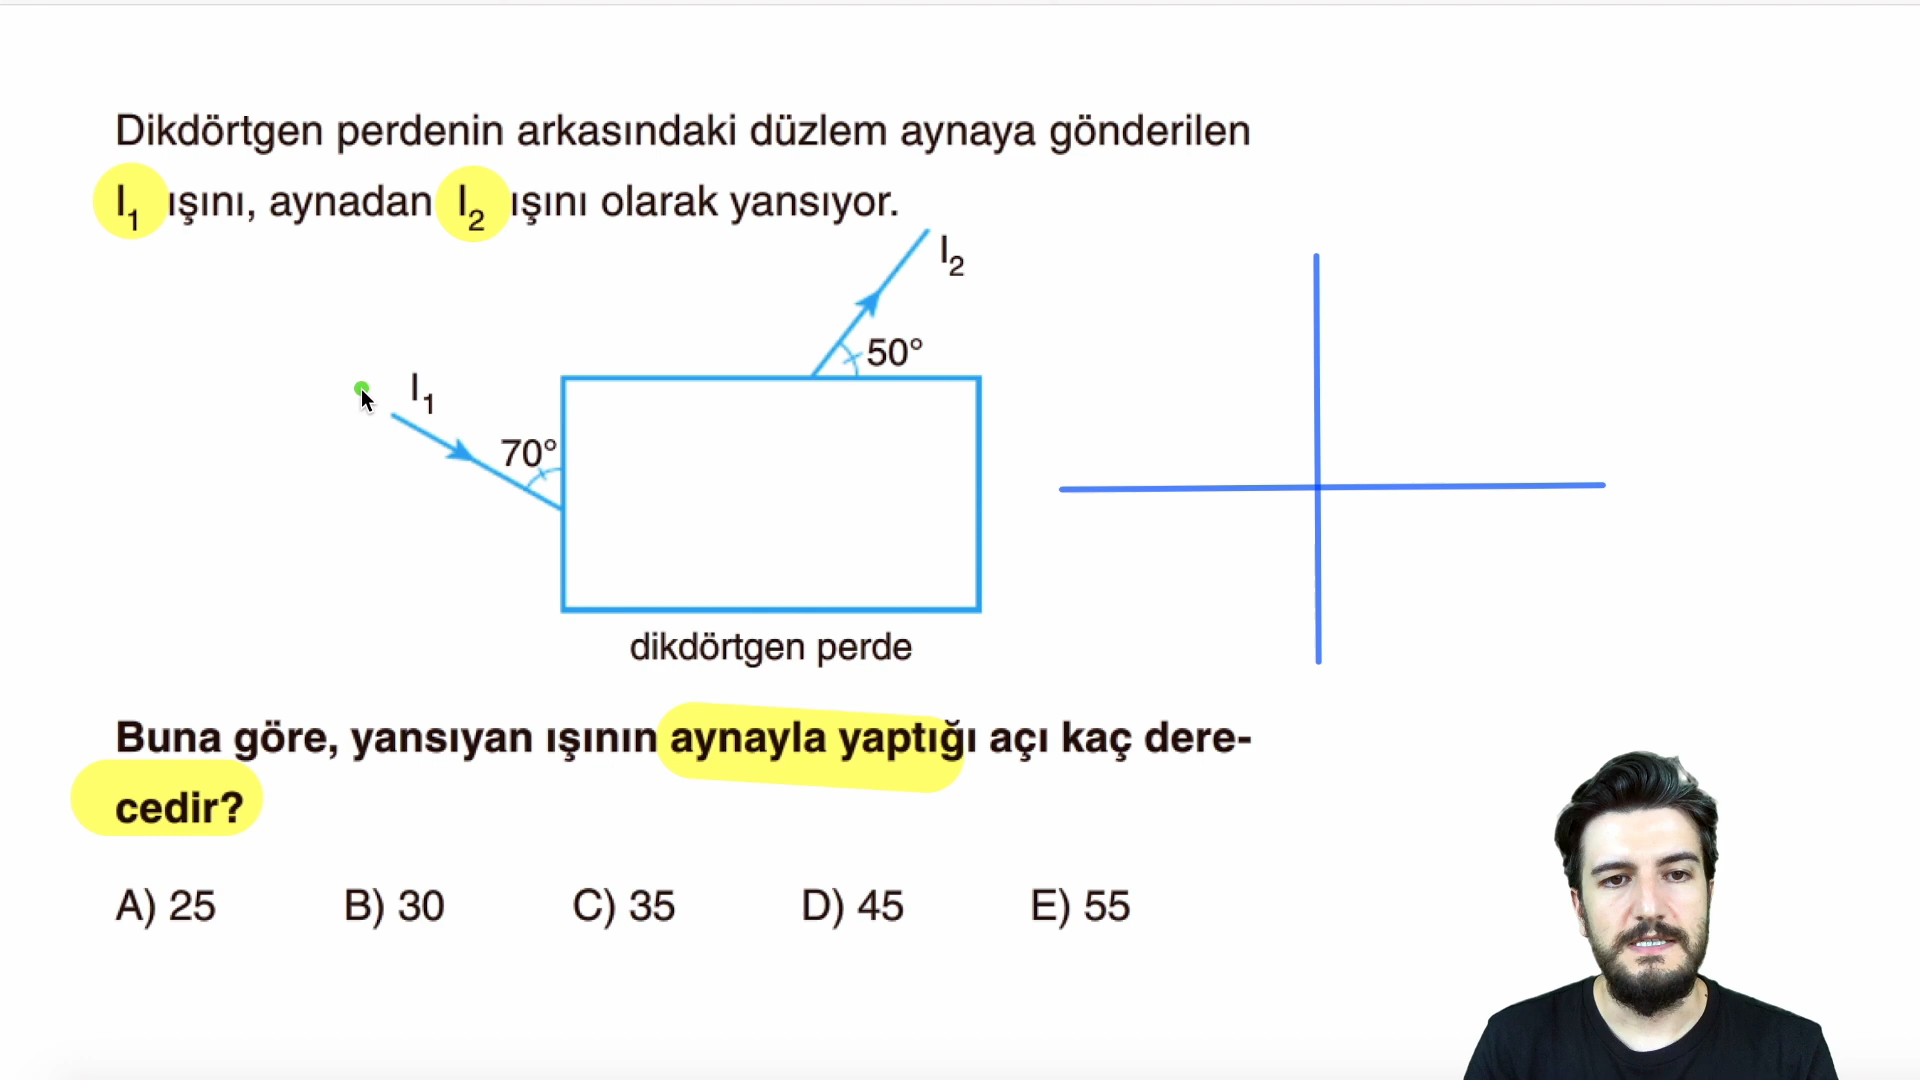 Dikdörtgen perdenin arkasındaki düzlem aynaya gönderilen
I₁ ışını, aynadan I₂ ışını olarak yansıyor.
I₂
50°
I₁
70°
dikdörtgen perde
Buna göre, yansıyan ışının aynayla yaptığı açı kaç dere-
cedir?
A) 25 B) 30 C) 35 D) 45 E) 55